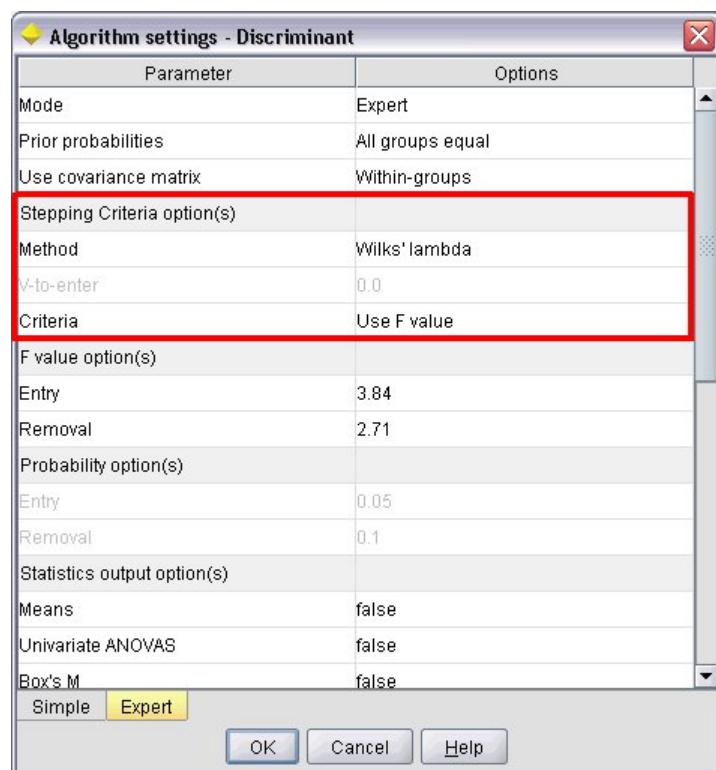 Algorithm settings - Discriminant
Parameter Options
Mode Expert
Prior probabilities All groups equal
Use covariance matrix Within-groups
Stepping Criteria option(s)
Method Wilks' lambda
V-to-enter 0.0
Criteria Use F value
F value option(s)
Entry 3.84
Removal 2.71
Probability option(s)
Entry 0.05
Removal 0.1
Statistics output option(s)
Means false
Univariate ANOVAS false
Box's M false
Simple Expert
OK Cancel Help